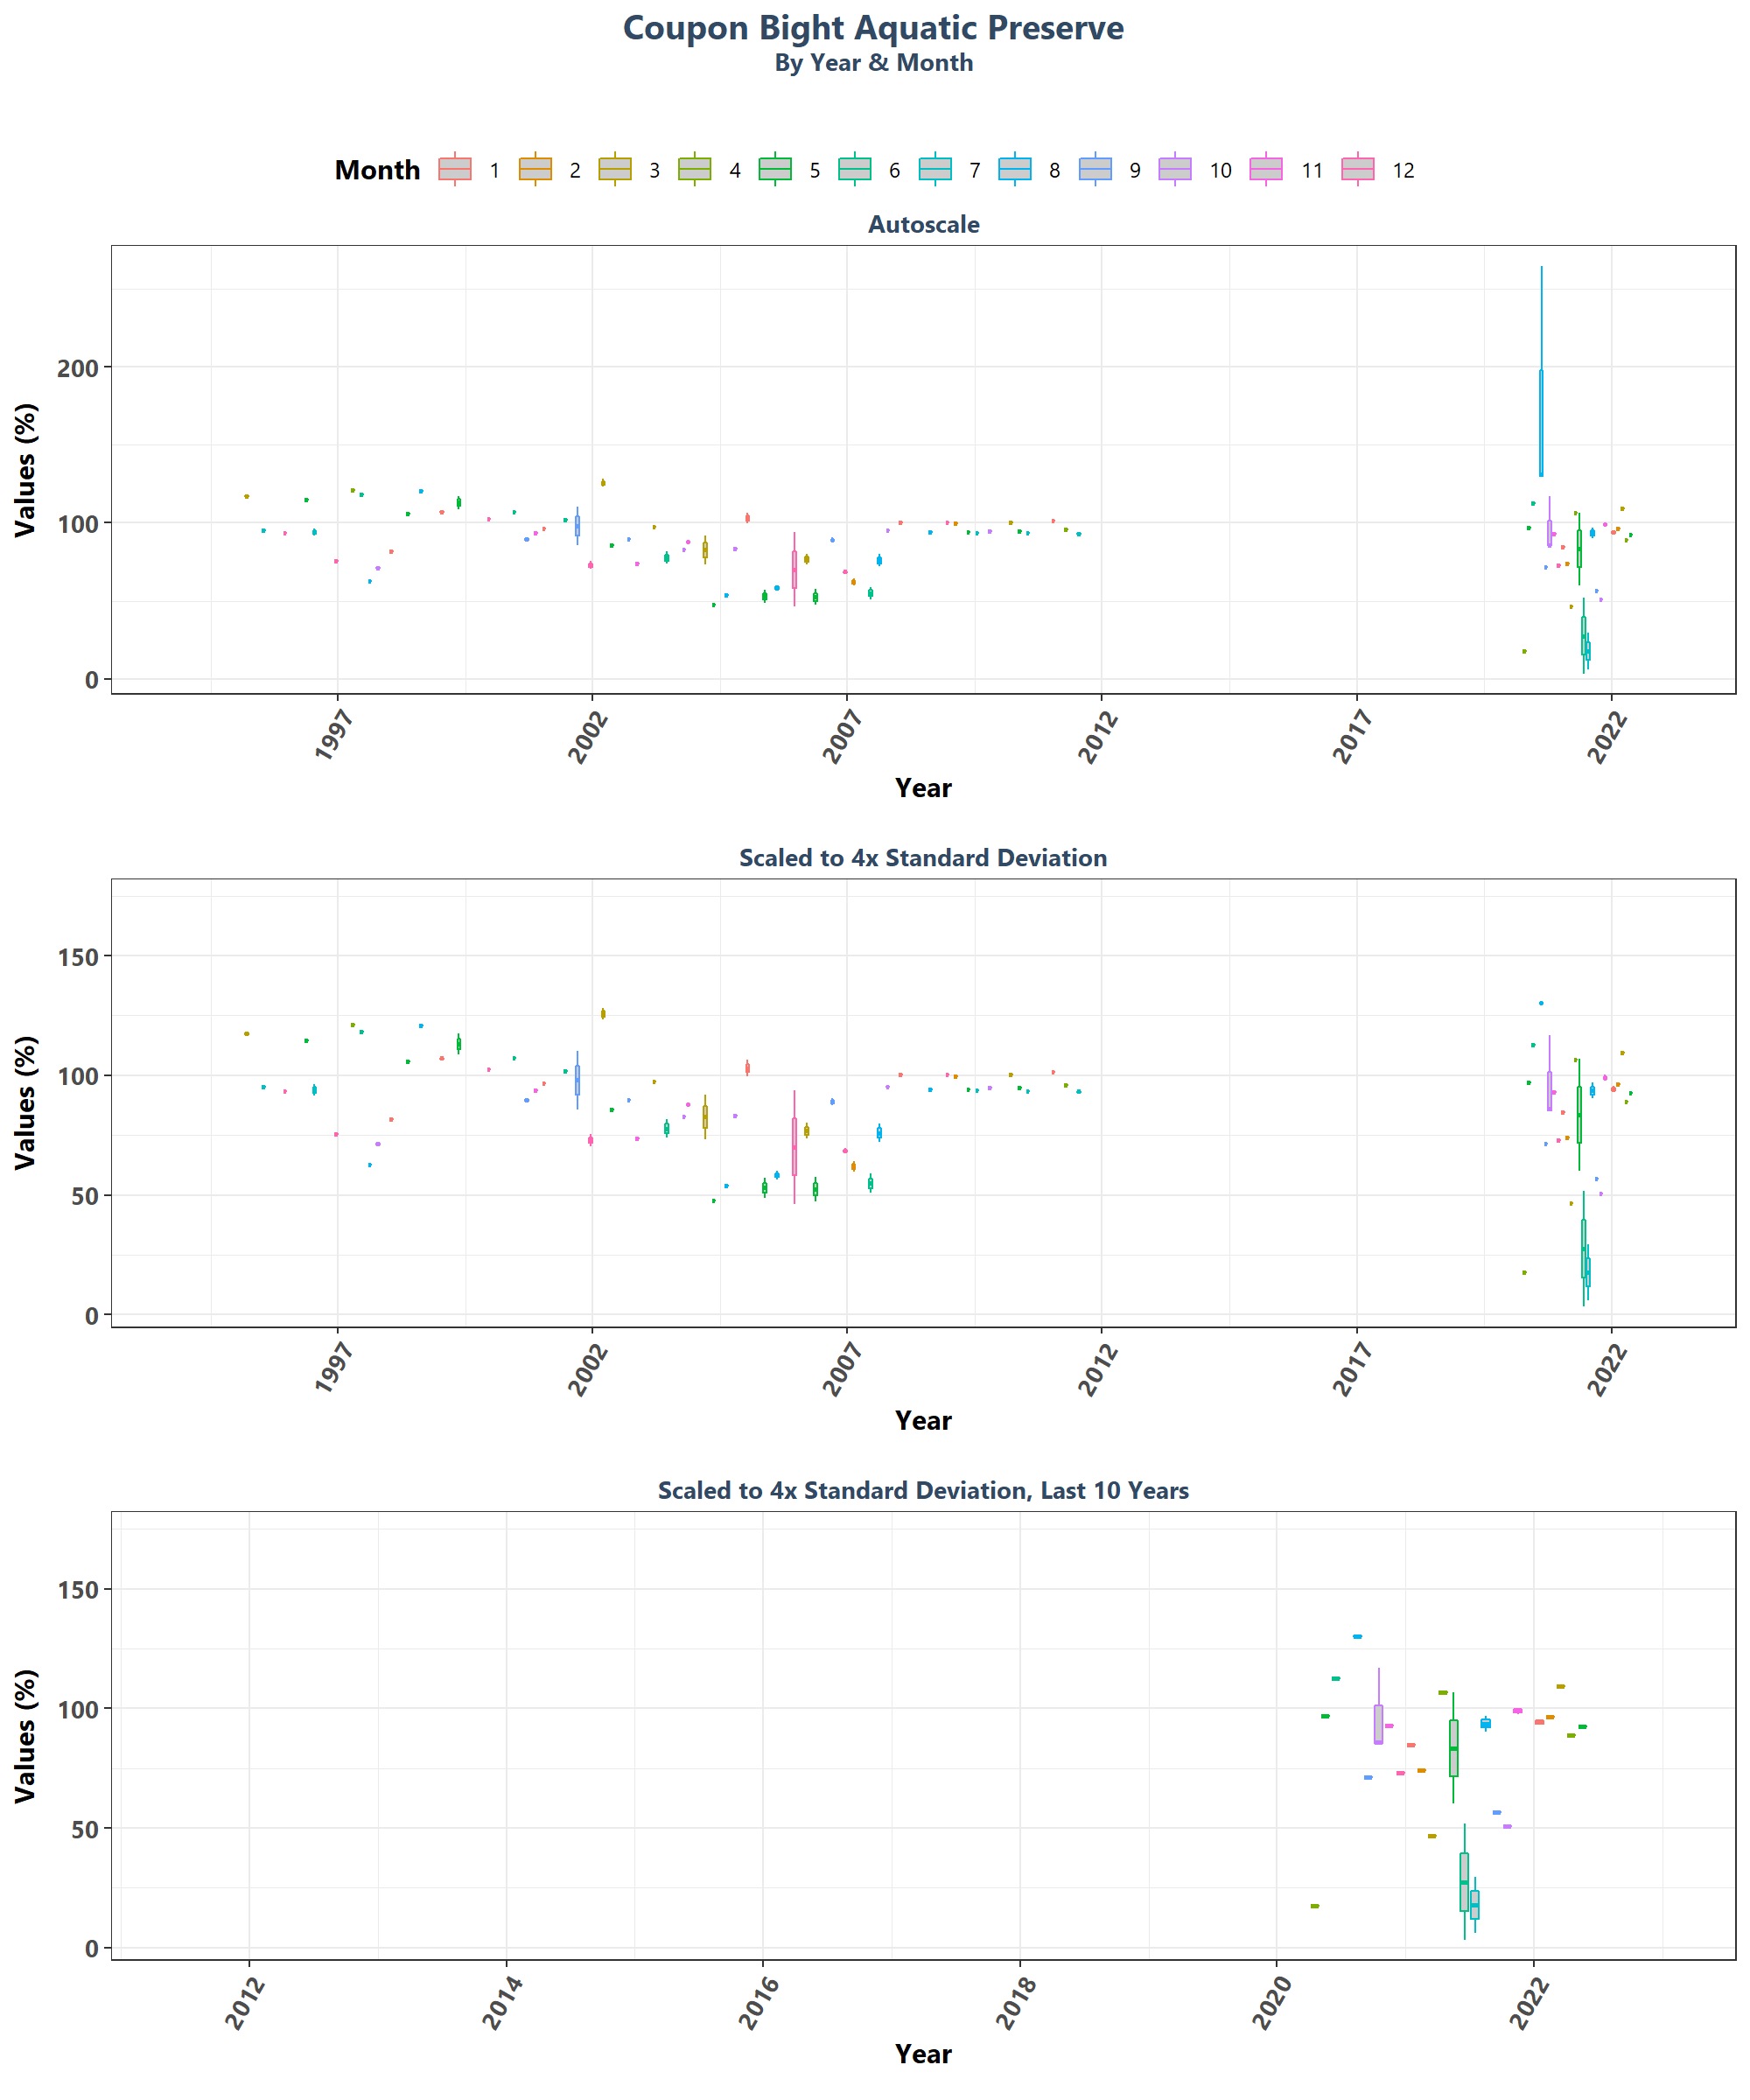 Coupon Bight Aquatic Preserve
By Year & Month
Month 1 2 3 4 5 6 7 8 9 10 11 12
Autoscale
Values (%)
200
100
0
1997 2002 2007 2012 2017 2022
Year
Scaled to 4x Standard Deviation
Values (%)
150
100
50
0
1997 2002 2007 2012 2017 2022
Year
Scaled to 4x Standard Deviation, Last 10 Years
Values (%)
150
100
50
0
2012 2014 2016 2018 2020 2022
Year